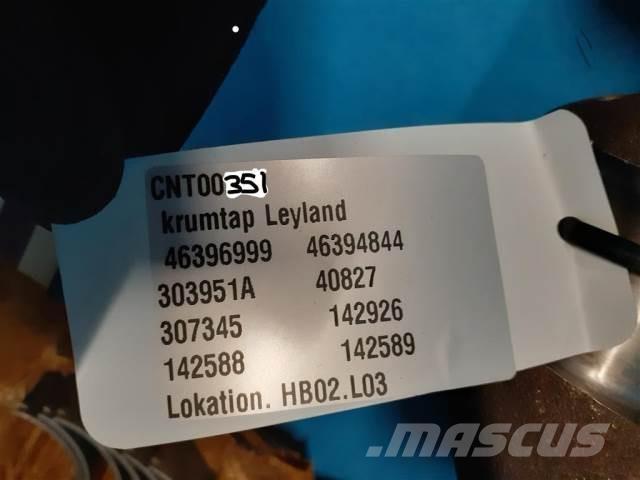 CNT00351
krumtap Leyland
46396999 46394844
303951A 40827
307345 142926
142588 142589
Lokation. HB02.L03
MASCUS